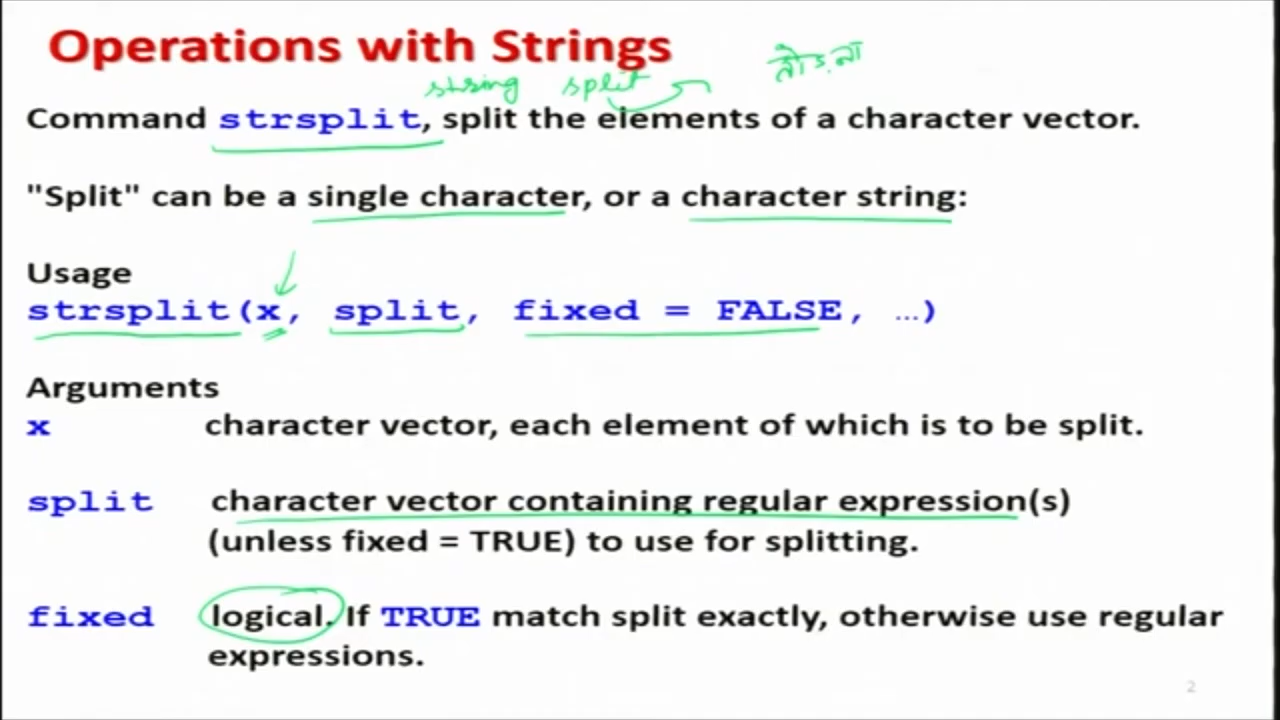 Operations with Strings
string split तोड़ना
Command strsplit, split the elements of a character vector.
"Split" can be a single character, or a character string:
Usage
strsplit(x, split, fixed = FALSE, …)
Arguments
x character vector, each element of which is to be split.
split character vector containing regular expression(s)
(unless fixed = TRUE) to use for splitting.
fixed logical. If TRUE match split exactly, otherwise use regular
expressions.
2